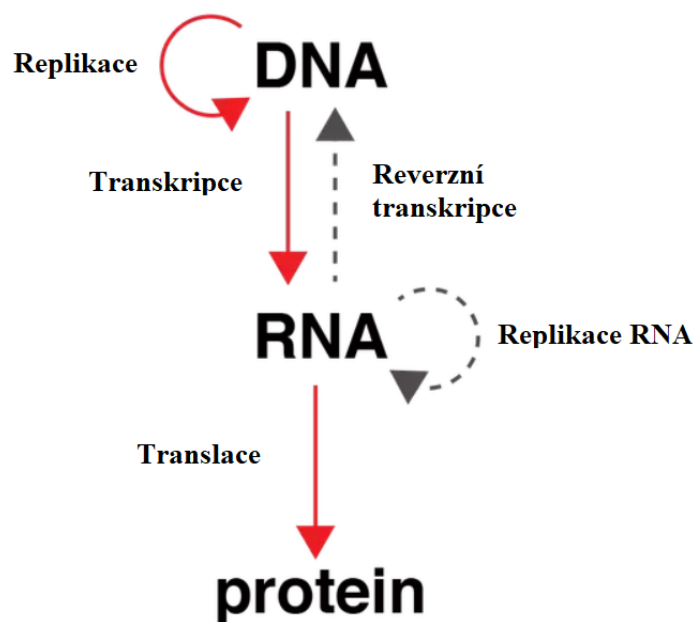 Replikace
DNA
Transkripce
Reverzní
transkripce
RNA
Replikace RNA
Translace
protein